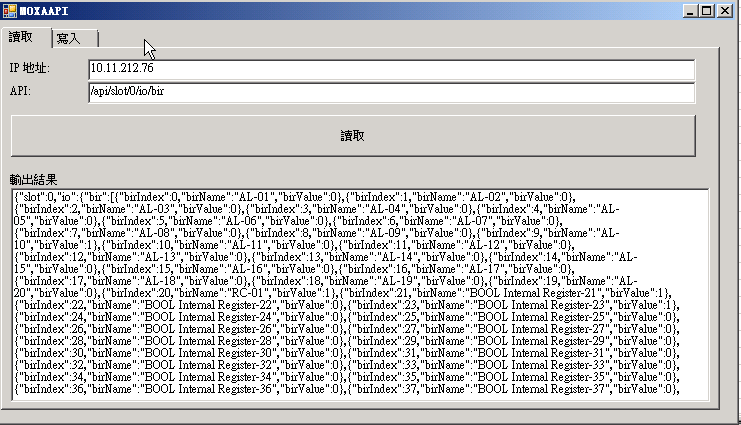 MOXAAPI
讀取 寫入
IP 地址: 10.11.212.76
API: /api/slot/0/io/bir
讀取
輸出結果
{"slot":0,"io":{"bir":[{"birIndex":0,"birName":"AL-01","birValue":0},{"birIndex":1,"birName":"AL-02","birValue":0},
{"birIndex":2,"birName":"AL-03","birValue":0},{"birIndex":3,"birName":"AL-04","birValue":0},{"birIndex":4,"birName":"AL-
05","birValue":0},{"birIndex":5,"birName":"AL-06","birValue":0},{"birIndex":6,"birName":"AL-07","birValue":0},
{"birIndex":7,"birName":"AL-08","birValue":0},{"birIndex":8,"birName":"AL-09","birValue":0},{"birIndex":9,"birName":"AL-
10","birValue":1},{"birIndex":10,"birName":"AL-11","birValue":0},{"birIndex":11,"birName":"AL-12","birValue":0},
{"birIndex":12,"birName":"AL-13","birValue":0},{"birIndex":13,"birName":"AL-14","birValue":0},{"birIndex":14,"birName":"AL-
15","birValue":0},{"birIndex":15,"birName":"AL-16","birValue":0},{"birIndex":16,"birName":"AL-17","birValue":0},
{"birIndex":17,"birName":"AL-18","birValue":0},{"birIndex":18,"birName":"AL-19","birValue":0},{"birIndex":19,"birName":"AL-
20","birValue":0},{"birIndex":20,"birName":"RC-01","birValue":1},{"birIndex":21,"birName":"BOOL Internal Register-21","birValue":1},
{"birIndex":22,"birName":"BOOL Internal Register-22","birValue":0},{"birIndex":23,"birName":"BOOL Internal Register-23","birValue":1},
{"birIndex":24,"birName":"BOOL Internal Register-24","birValue":0},{"birIndex":25,"birName":"BOOL Internal Register-25","birValue":0},
{"birIndex":26,"birName":"BOOL Internal Register-26","birValue":0},{"birIndex":27,"birName":"BOOL Internal Register-27","birValue":0},
{"birIndex":28,"birName":"BOOL Internal Register-28","birValue":0},{"birIndex":29,"birName":"BOOL Internal Register-29","birValue":0},
{"birIndex":30,"birName":"BOOL Internal Register-30","birValue":0},{"birIndex":31,"birName":"BOOL Internal Register-31","birValue":0},
{"birIndex":32,"birName":"BOOL Internal Register-32","birValue":0},{"birIndex":33,"birName":"BOOL Internal Register-33","birValue":0},
{"birIndex":34,"birName":"BOOL Internal Register-34","birValue":0},{"birIndex":35,"birName":"BOOL Internal Register-35","birValue":0},
{"birIndex":36,"birName":"BOOL Internal Register-36","birValue":0},{"birIndex":37,"birName":"BOOL Internal Register-37","birValue":0},